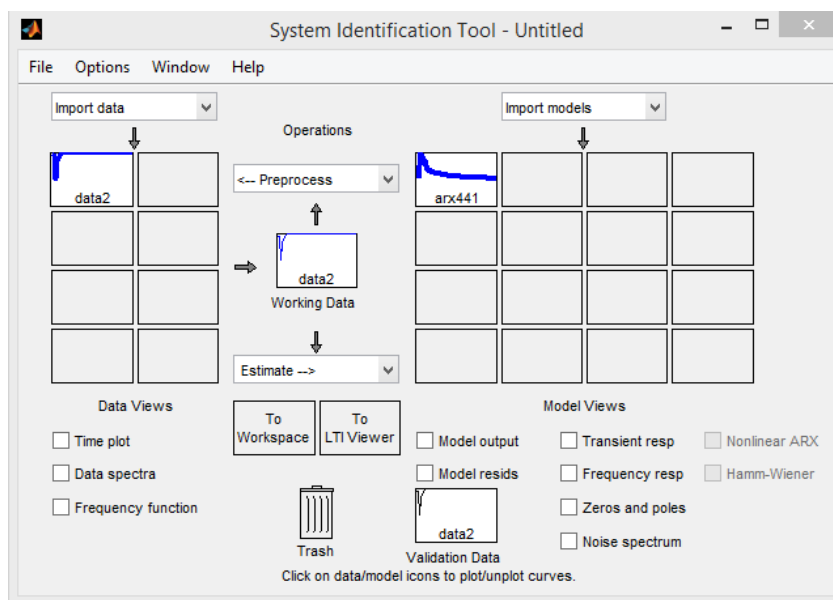 System Identification Tool - Untitled
File Options Window Help
Import data
Import models
Operations
<-- Preprocess
data2
arx441
data2
Working Data
Estimate -->
Data Views
Model Views
To Workspace
To LTI Viewer
Time plot
Data spectra
Frequency function
Model output
Model resids
Transient resp
Frequency resp
Zeros and poles
Noise spectrum
Nonlinear ARX
Hamm-Wiener
Trash
data2
Validation Data
Click on data/model icons to plot/unplot curves.